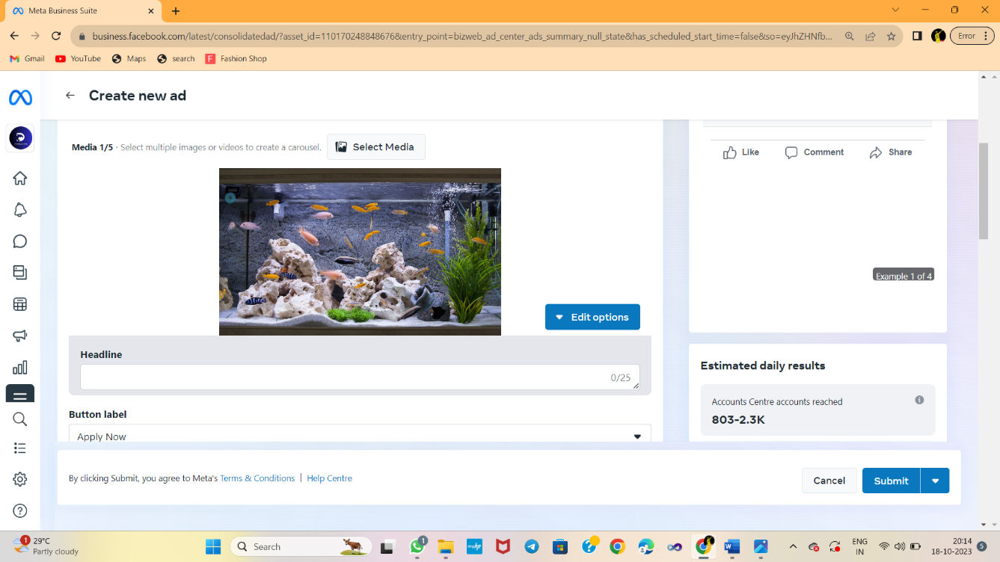 Meta Business Suite
business.facebook.com/latest/consolidatedad/?asset_id=110170248848676&entry_point=bizweb_ad_center_ads_summary_null_state&has_scheduled_start_time=false&so=eyJhZHNfb...
Error
Gmail
YouTube
Maps
search
F Fashion Shop
Create new ad
Media 1/5 · Select multiple images or videos to create a carousel.
Select Media
Like
Comment
Share
Example 1 of 4
Edit options
Headline
0/25
Button label
Apply Now
Estimated daily results
Accounts Centre accounts reached
803-2.3K
By clicking Submit, you agree to Meta's Terms & Conditions | Help Centre
Cancel
Submit
1
29°C
Partly cloudy
Search
1
myhp
ENG
IN
20:14
18-10-2023
5